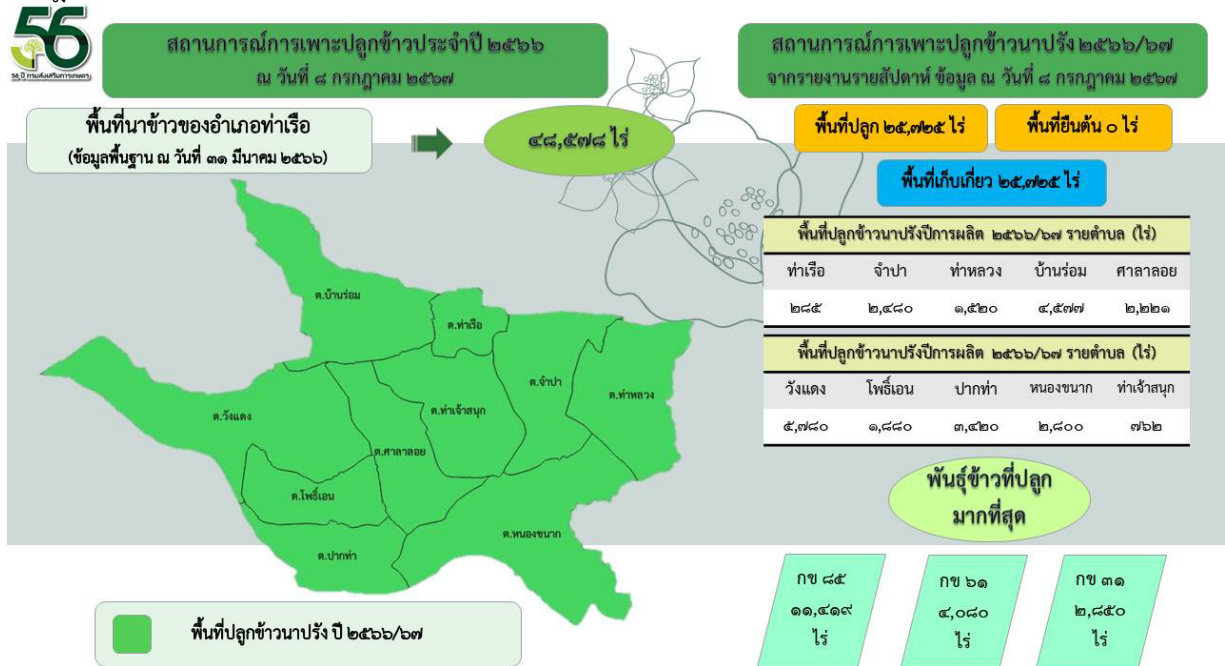 56
56 ปี กรมส่งเสริมการเกษตร
สถานการณ์การเพาะปลูกข้าวประจำปี ๒๕๖๖
ณ วันที่ ๘ กรกฎาคม ๒๕๖๗
พื้นที่นาข้าวของอำเภอท่าเรือ
(ข้อมูลพื้นฐาน ณ วันที่ ๓๑ มีนาคม ๒๕๖๖)
๔๘,๕๗๘ ไร่
ต.บ้านร่อม
ต.ท่าเรือ
ต.จำปา
ต.ท่าหลวง
ต.วังแดง
ต.ท่าเจ้าสนุก
ต.ศาลาลอย
ต.โพธิ์เอน
ต.หนองขนาก
ต.ปากท่า
พื้นที่ปลูกข้าวนาปรัง ปี ๒๕๖๖/๖๗
สถานการณ์การเพาะปลูกข้าวนาปรัง ๒๕๖๖/๖๗
จากรายงานรายสัปดาห์ ข้อมูล ณ วันที่ ๘ กรกฎาคม ๒๕๖๗
พื้นที่ปลูก ๒๕,๗๒๕ ไร่
พื้นที่ยืนต้น ๐ ไร่
พื้นที่เก็บเกี่ยว ๒๕,๗๒๕ ไร่
พื้นที่ปลูกข้าวนาปรังปีการผลิต ๒๕๖๖/๖๗ รายตำบล (ไร่)
ท่าเรือ จำปา ท่าหลวง บ้านร่อม ศาลาลอย
๒๘๕ ๒,๔๘๐ ๑,๕๒๐ ๔,๕๗๗ ๒,๒๒๑
พื้นที่ปลูกข้าวนาปรังปีการผลิต ๒๕๖๖/๖๗ รายตำบล (ไร่)
วังแดง โพธิ์เอน ปากท่า หนองขนาก ท่าเจ้าสนุก
๕,๗๘๐ ๑,๘๘๐ ๓,๔๒๐ ๒,๘๐๐ ๗๖๒
พันธุ์ข้าวที่ปลูก
มากที่สุด
กข ๘๕
๑๑,๔๑๙
ไร่
กข ๖๑
๔,๐๘๐
ไร่
กข ๓๑
๒,๘๕๐
ไร่